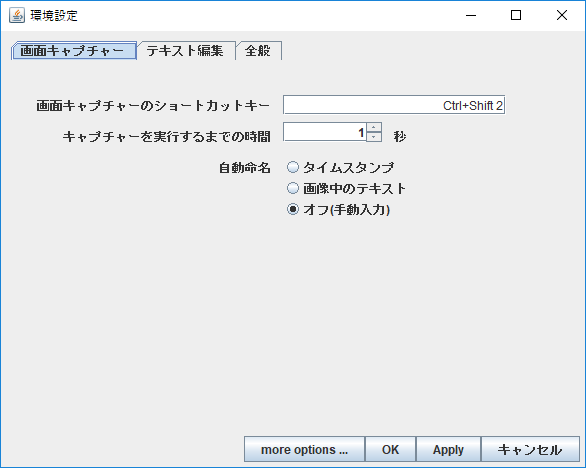 環境設定
画面キャプチャー テキスト編集 全般
画面キャプチャーのショートカットキー Ctrl+Shift 2
キャプチャーを実行するまでの時間 1 秒
自動命名 タイムスタンプ
画像中のテキスト
オフ(手動入力)
more options ... OK Apply キャンセル